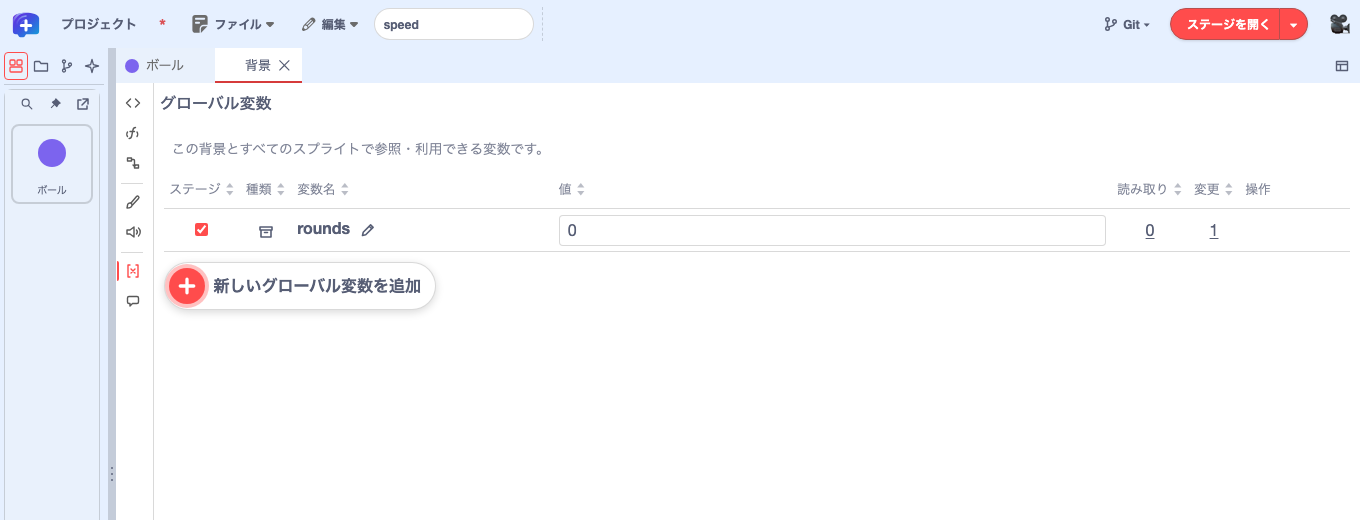 プロジェクト * ファイル 編集 speed Git ステージを開く
ボール 背景
ボール
グローバル変数
この背景とすべてのスプライトで参照・利用できる変数です。
ステージ 種類 変数名 値 読み取り 変更 操作
rounds 0 0 1
新しいグローバル変数を追加